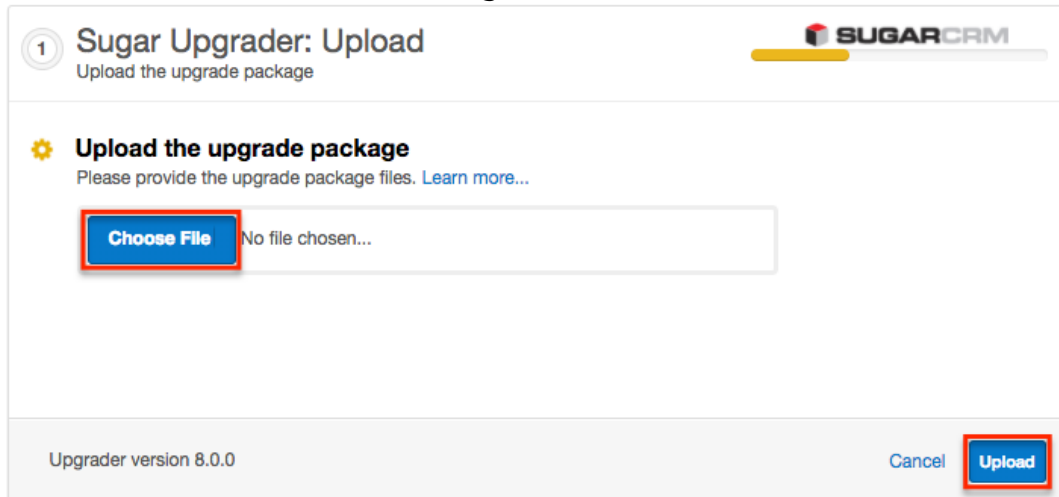 1
Sugar Upgrader: Upload
Upload the upgrade package
SUGARCRM
Upload the upgrade package
Please provide the upgrade package files. Learn more...
Choose File
No file chosen...
Upgrader version 8.0.0
Cancel
Upload